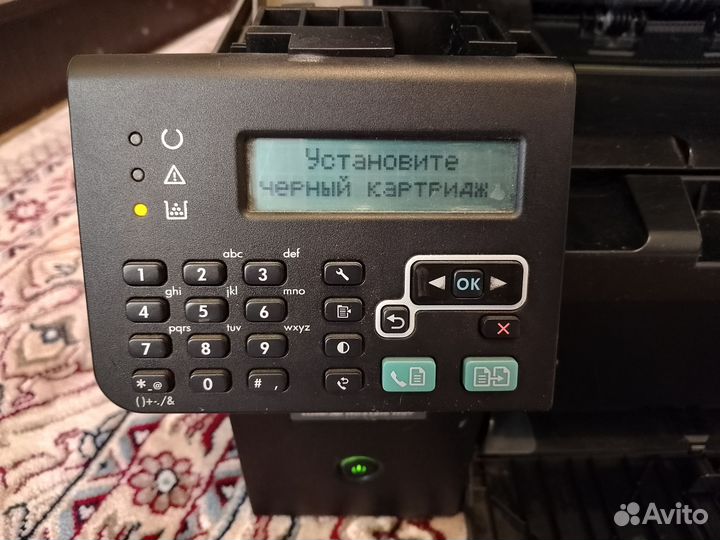 Установите
черный картридж
abc
def
1
2
3
ghi
jkl
mno
4
5
6
OK
pqrs
tuv
wxyz
7
8
9
*_@
0
# ,
()+-./&
Avito